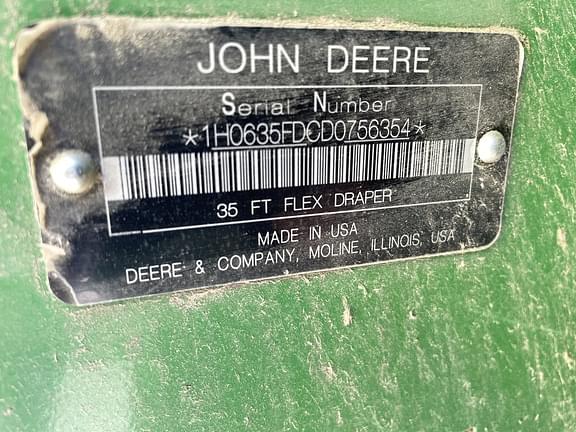 JOHN DEERE
Serial Number
*1H0635FDCD0756354*
35 FT FLEX DRAPER
MADE IN USA
DEERE & COMPANY, MOLINE, ILLINOIS, USA